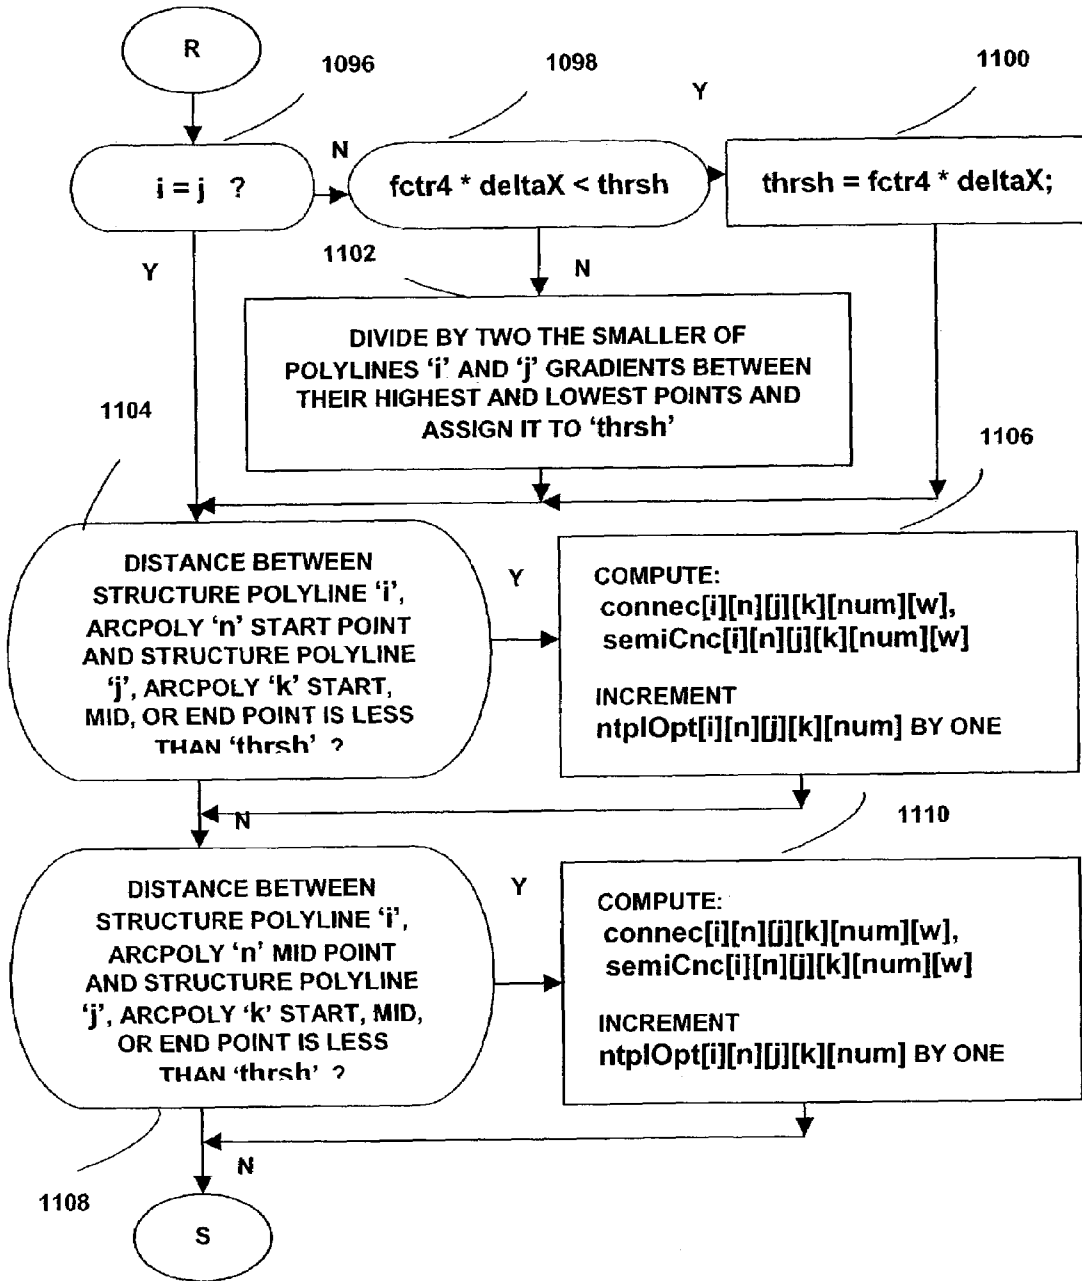 R
1096
1098
1100
Y
i = j ?
N
fctr4 * deltaX < thrsh
thrsh = fctr4 * deltaX;
1102
Y
N
DIVIDE BY TWO THE SMALLER OF
POLYLINES ‘i’ AND ‘j’ GRADIENTS BETWEEN
THEIR HIGHEST AND LOWEST POINTS AND
ASSIGN IT TO ‘thrsh’
1104
1106
DISTANCE BETWEEN
STRUCTURE POLYLINE ‘i’,
ARCPOLY ‘n’ START POINT
AND STRUCTURE POLYLINE
‘j’, ARCPOLY ‘k’ START,
MID, OR END POINT IS LESS
THAN ‘thrsh’ ?
Y
COMPUTE:
connec[i][n][j][k][num][w],
semiCnc[i][n][j][k][num][w]
INCREMENT
ntplOpt[i][n][j][k][num] BY ONE
N
1110
DISTANCE BETWEEN
STRUCTURE POLYLINE ‘i’,
ARCPOLY ‘n’ MID POINT
AND STRUCTURE POLYLINE
‘j’, ARCPOLY ‘k’ START, MID,
OR END POINT IS LESS
THAN ‘thrsh’ ?
Y
COMPUTE:
connec[i][n][j][k][num][w],
semiCnc[i][n][j][k][num][w]
INCREMENT
ntplOpt[i][n][j][k][num] BY ONE
N
1108
S